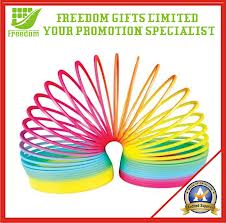 FREEDOM GIFTS LIMITED
YOUR PROMOTION SPECIALIST
Freedom